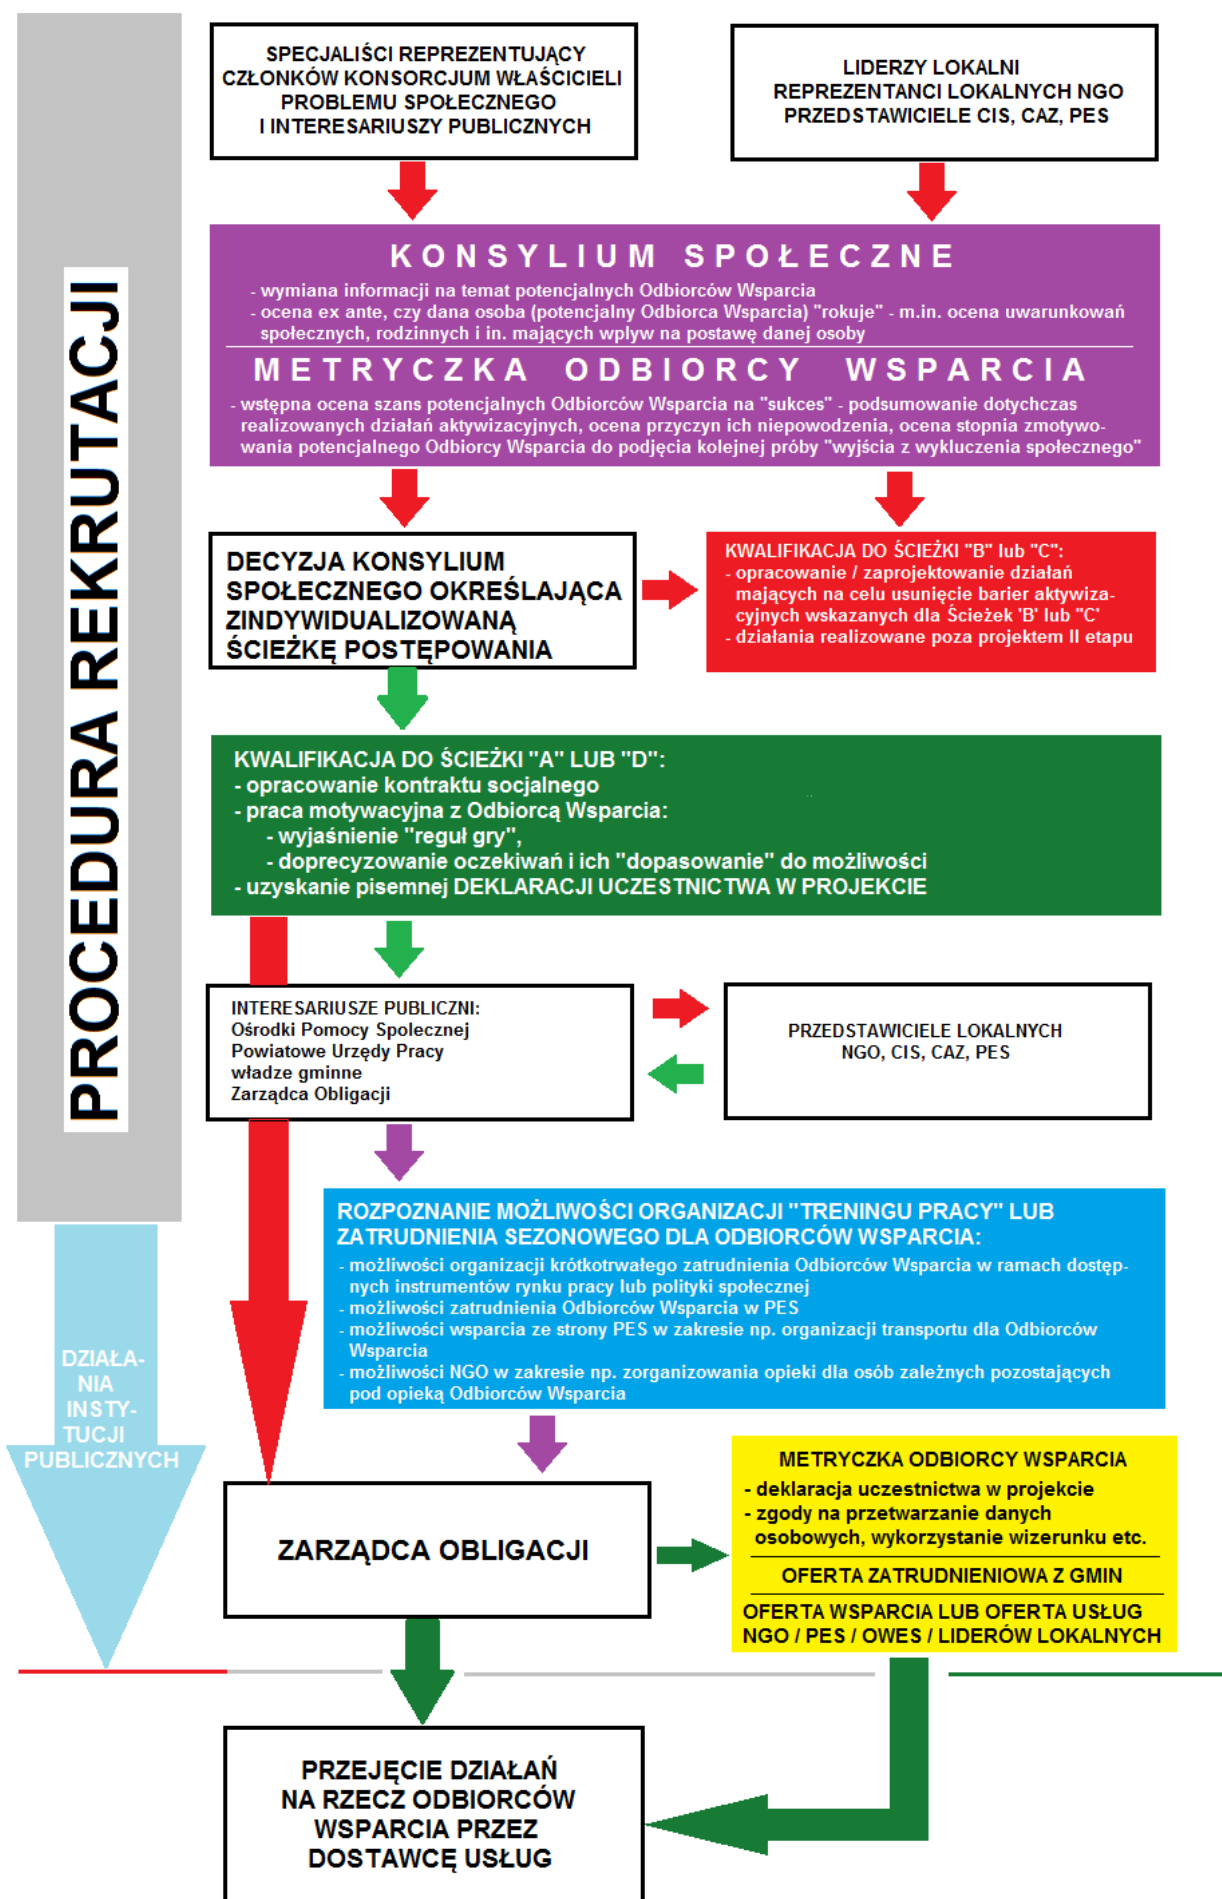 PROCEDURA REKRUTACJI
SPECJALIŚCI REPREZENTUJĄCY
CZŁONKÓW KONSORCJUM WŁAŚCICIELI
PROBLEMU SPOŁECZNEGO
I INTERESARIUSZY PUBLICZNYCH
LIDERZY LOKALNI
REPREZENTANCI LOKALNYCH NGO
PRZEDSTAWICIELE CIS, CAZ, PES
KONSYLIUM SPOŁECZNE
- wymiana informacji na temat potencjalnych Odbiorców Wsparcia
- ocena ex ante, czy dana osoba (potencjalny Odbiorca Wsparcia) "rokuje" - m.in. ocena uwarunkowań
społecznych, rodzinnych i in. mających wpływ na postawę danej osoby
METRYCZKA ODBIORCY WSPARCIA
- wstępna ocena szans potencjalnych Odbiorców Wsparcia na "sukces" - podsumowanie dotychczas
realizowanych działań aktywizacyjnych, ocena przyczyn ich niepowodzenia, ocena stopnia zmotywo-
wania potencjalnego Odbiorcy Wsparcia do podjęcia kolejnej próby "wyjścia z wykluczenia społecznego"
DECYZJA KONSYLIUM
SPOŁECZNEGO OKREŚLAJĄCA
ZINDYWIDUALIZOWANĄ
ŚCIEŻKĘ POSTĘPOWANIA
KWALIFIKACJA DO ŚCIEŻKI "B" lub "C":
- opracowanie / zaprojektowanie działań
mających na celu usunięcie barier aktywiza-
cyjnych wskazanych dla Ścieżek 'B' lub "C'
- działania realizowane poza projektem II etapu
KWALIFIKACJA DO ŚCIEŻKI "A" LUB "D":
- opracowanie kontraktu socjalnego
- praca motywacyjna z Odbiorcą Wsparcia:
- wyjaśnienie "reguł gry",
- doprecyzowanie oczekiwań i ich "dopasowanie" do możliwości
- uzyskanie pisemnej DEKLARACJI UCZESTNICTWA W PROJEKCIE
INTERESARIUSZE PUBLICZNI:
Ośrodki Pomocy Spolecznej
Powiatowe Urzędy Pracy
władze gminne
Zarządca Obligacji
PRZEDSTAWICIELE LOKALNYCH
NGO, CIS, CAZ, PES
ROZPOZNANIE MOŻLIWOŚCI ORGANIZACJI "TRENINGU PRACY" LUB
ZATRUDNIENIA SEZONOWEGO DLA ODBIORCÓW WSPARCIA:
- możliwości organizacji krótkotrwałego zatrudnienia Odbiorców Wsparcia w ramach dostęp-
nych instrumentów rynku pracy lub polityki społecznej
- możliwości zatrudnienia Odbiorców Wsparcia w PES
- możliwości wsparcia ze strony PES w zakresie np. organizacji transportu dla Odbiorców
Wsparcia
- możliwości NGO w zakresie np. zorganizowania opieki dla osób zależnych pozostających
pod opieką Odbiorców Wsparcia
DZIAŁA-
NIA
INSTY-
TUCJI
PUBLICZNYCH
ZARZĄDCA OBLIGACJI
METRYCZKA ODBIORCY WSPARCIA
- deklaracja uczestnictwa w projekcie
- zgody na przetwarzanie danych
osobowych, wykorzystanie wizerunku etc.
OFERTA ZATRUDNIENIOWA Z GMIN
OFERTA WSPARCIA LUB OFERTA USŁUG
NGO / PES / OWES / LIDERÓW LOKALNYCH
PRZEJĘCIE DZIAŁAŃ
NA RZECZ ODBIORCÓW
WSPARCIA PRZEZ
DOSTAWCĘ USŁUG